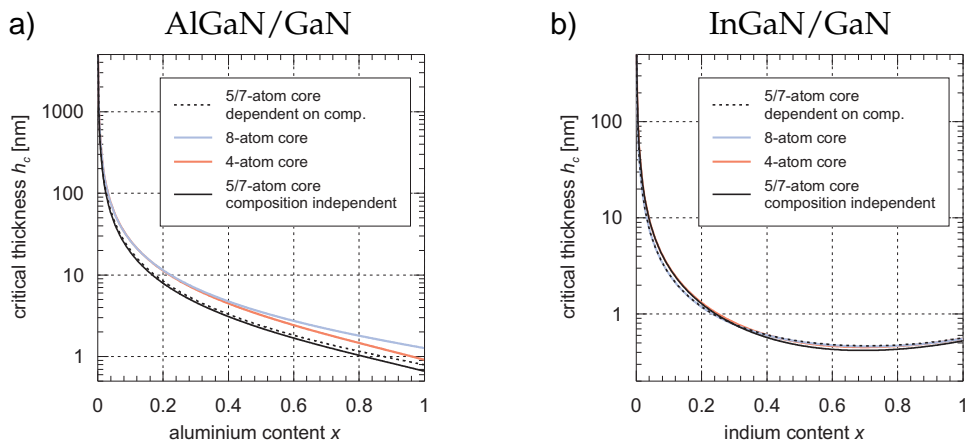 a) AlGaN/GaN
critical thickness h_c [nm]
1000
100
10
1
5/7-atom core
dependent on comp.
8-atom core
4-atom core
5/7-atom core
composition independent
0 0.2 0.4 0.6 0.8 1
aluminium content x
b) InGaN/GaN
critical thickness h_c [nm]
100
10
1
5/7-atom core
dependent on comp.
8-atom core
4-atom core
5/7-atom core
composition independent
0 0.2 0.4 0.6 0.8 1
indium content x